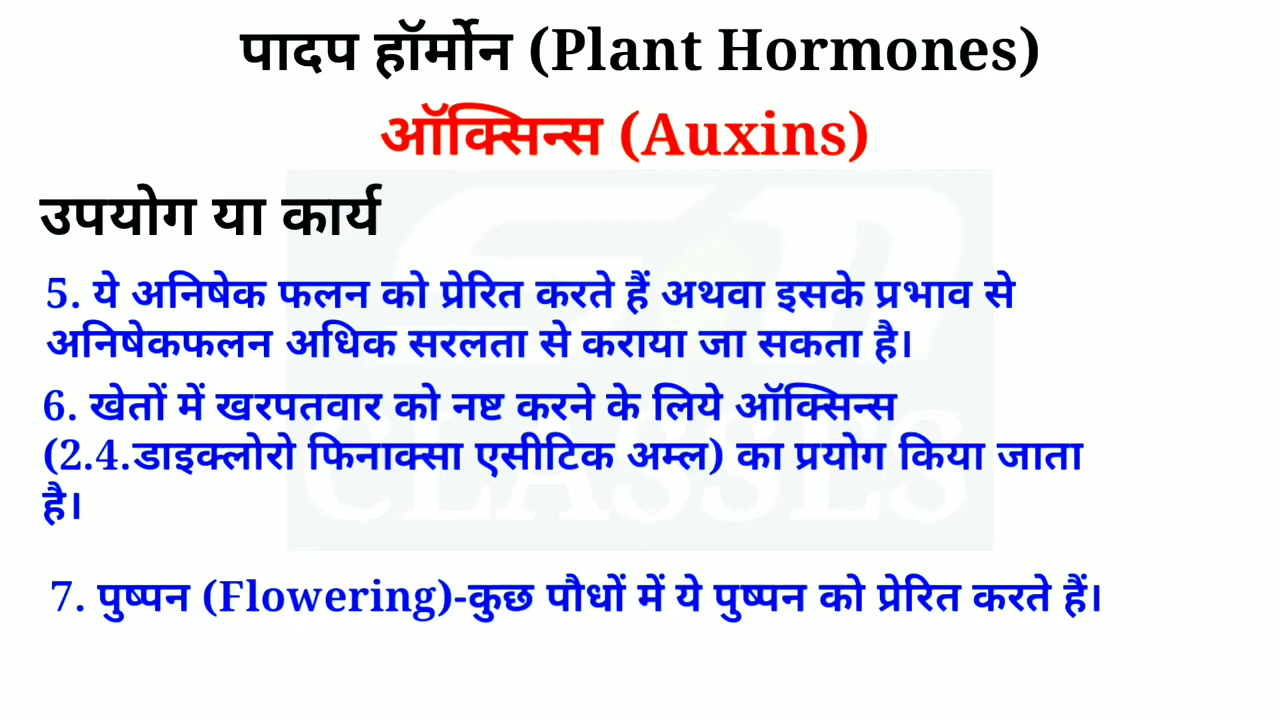 पादप हॉर्मोन (Plant Hormones)
ऑक्सिन्स (Auxins)
उपयोग या कार्य
5. ये अनिषेक फलन को प्रेरित करते हैं अथवा इसके प्रभाव से
अनिषेकफलन अधिक सरलता से कराया जा सकता है।
6. खेतों में खरपतवार को नष्ट करने के लिये ऑक्सिन्स
(2.4.डाइक्लोरो फिनाक्सा एसीटिक अम्ल) का प्रयोग किया जाता
है।
CLASSES
7. पुष्पन (Flowering)-कुछ पौधों में ये पुष्पन को प्रेरित करते हैं।